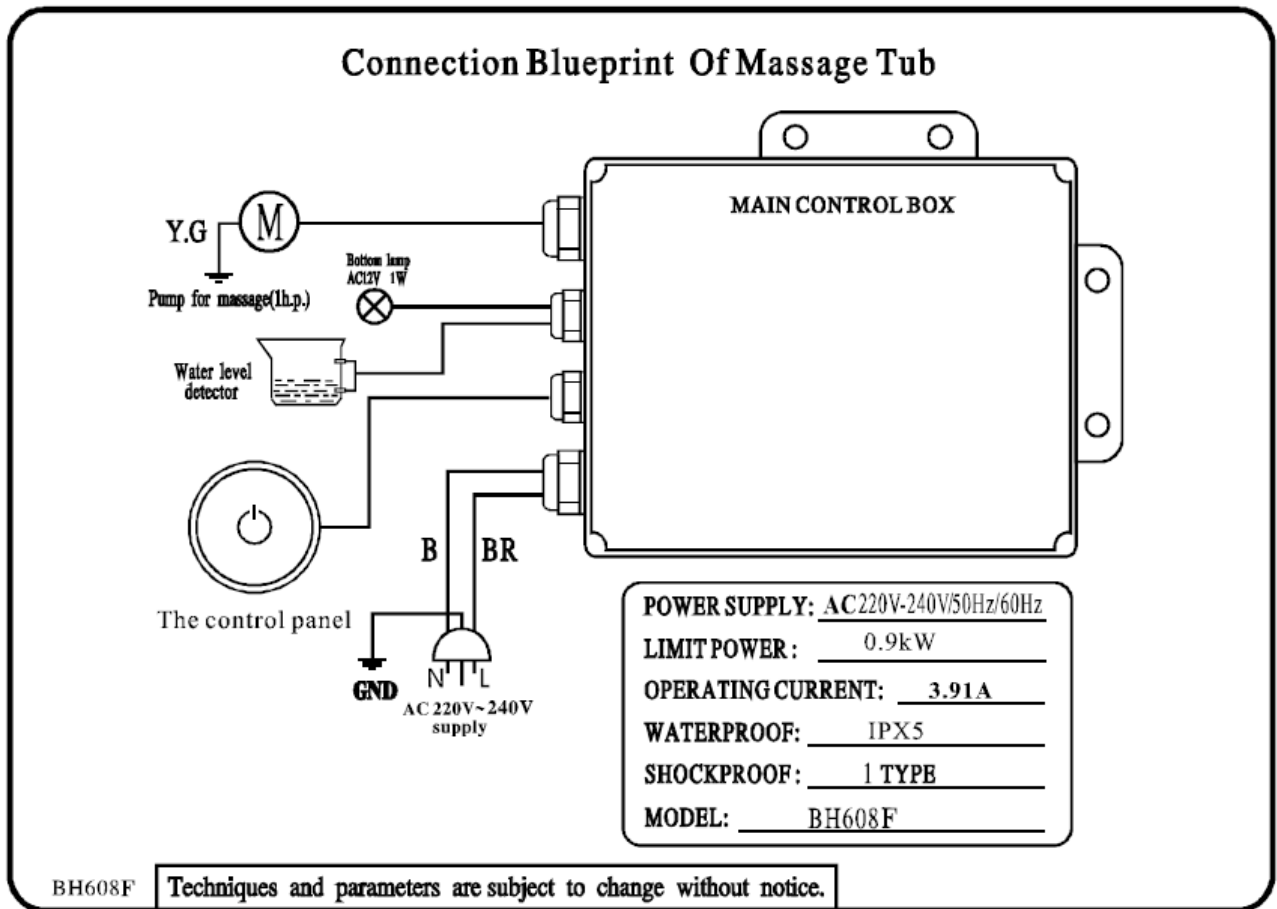 Connection Blueprint Of Massage Tub
MAIN CONTROL BOX
Y.G
M
Pump for massage(1h.p.)
Bottom lamp
AC12V 1W
Water level
detector
The control panel
B
BR
GND
N
L
AC 220V~240V
supply
POWER SUPPLY: AC220V-240V/50Hz/60Hz
LIMIT POWER: 0.9kW
OPERATING CURRENT: 3.91A
WATERPROOF: IPX5
SHOCKPROOF: 1 TYPE
MODEL: BH608F
BH608F
Techniques and parameters are subject to change without notice.